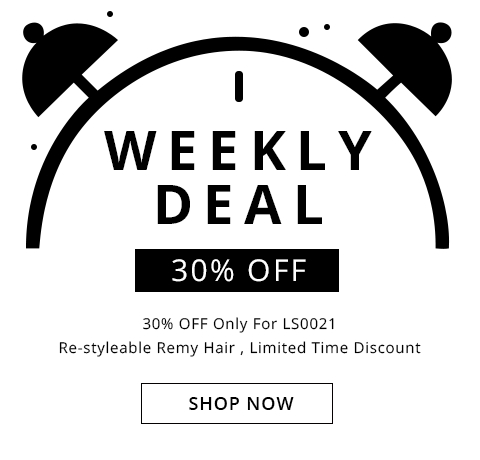 WEEKLY
DEAL
30% OFF
30% OFF Only For LS0021
Re-styleable Remy Hair , Limited Time Discount
SHOP NOW